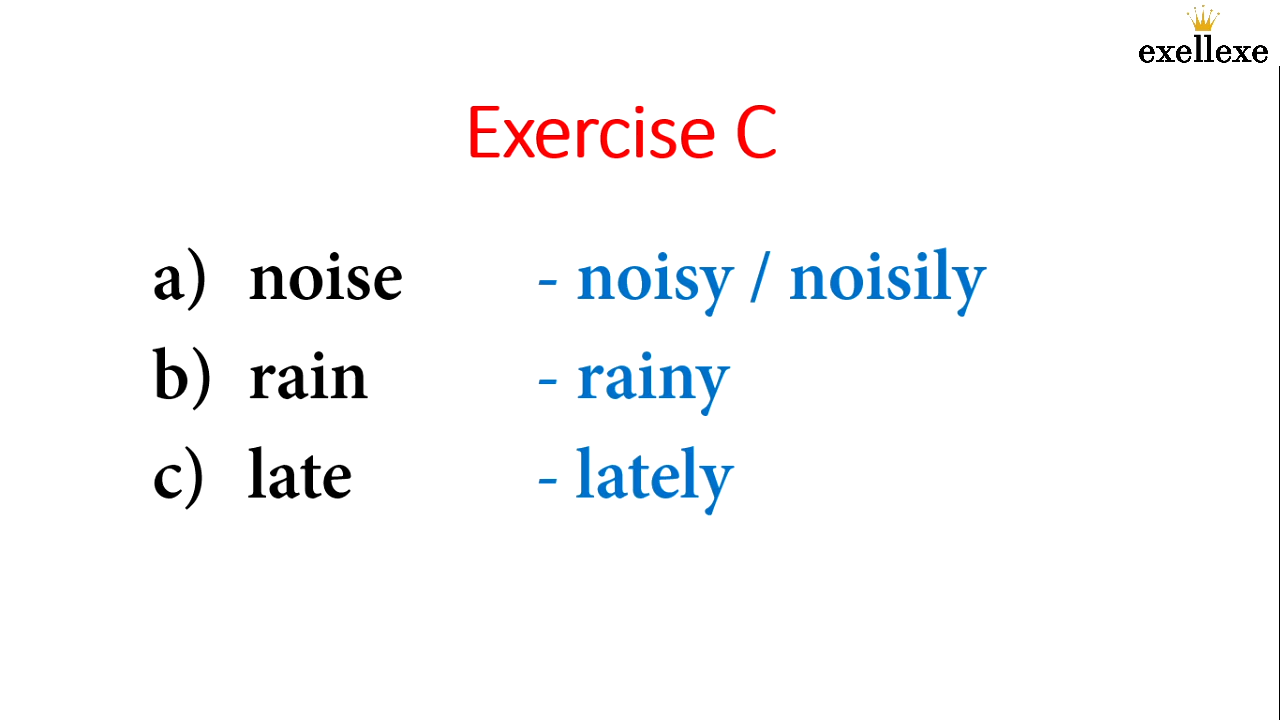 exellexe
Exercise C
a) noise - noisy / noisily
b) rain - rainy
c) late - lately